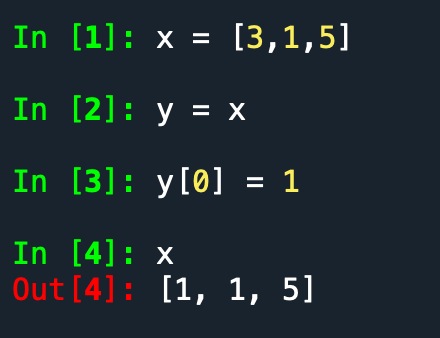 In [1]: x = [3,1,5]
In [2]: y = x
In [3]: y[0] = 1
In [4]: x
Out[4]: [1, 1, 5]